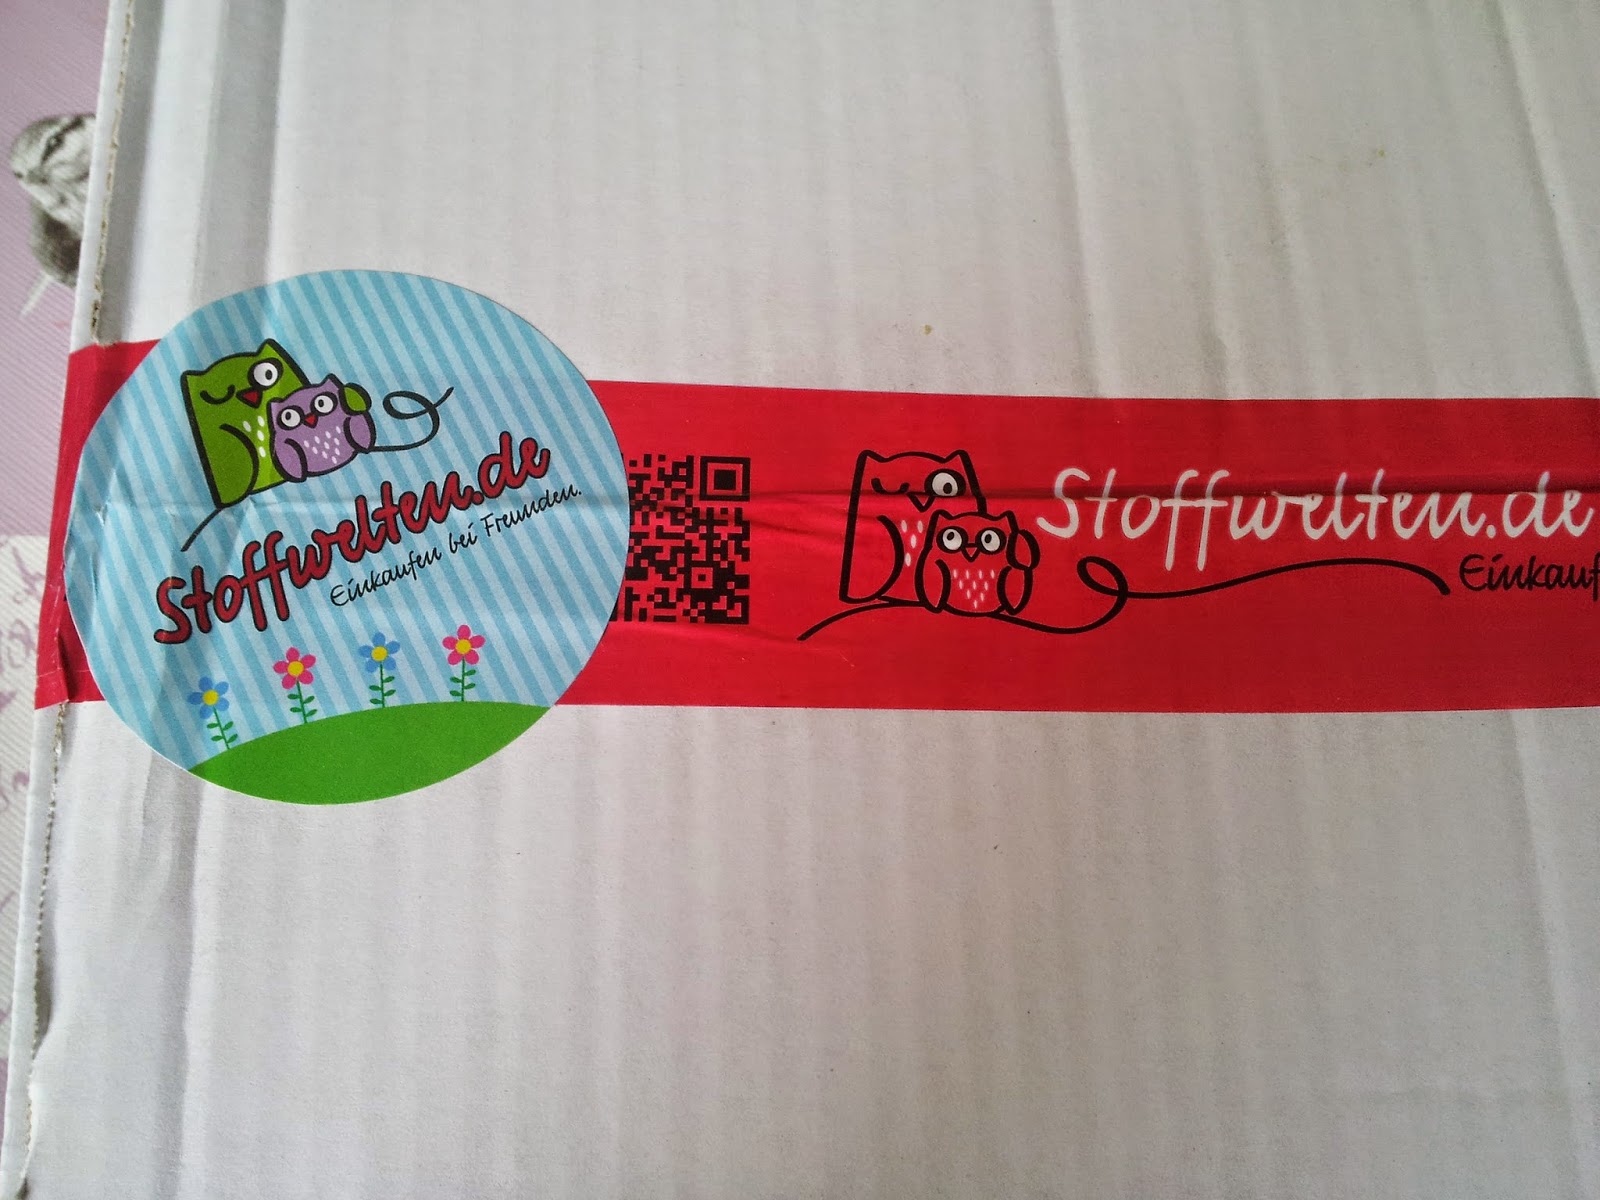 Stoffwelten.de
Einkaufen bei Freunden.
Stoffwelten.de
Einkauf